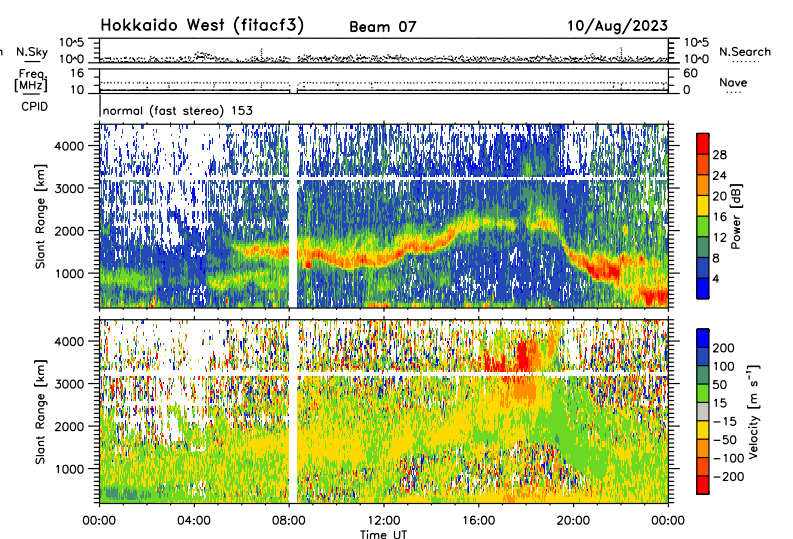 Hokkaido West (fitacf3) Beam 07 10/Aug/2023
N.Sky 10^5 10^0 10^5 10^0 N.Search
Freq. [MHz] 16 10 60 0 Nave
CPID normal (fast stereo) 153
Slant Range [km] 4000 3000 2000 1000
28 24 20 16 12 8 4 Power [dB]
Slant Range [km] 4000 3000 2000 1000
200 100 50 15 -15 -50 -100 -200 Velocity [m s^-1]
00:00 04:00 08:00 12:00 16:00 20:00 00:00
Time UT